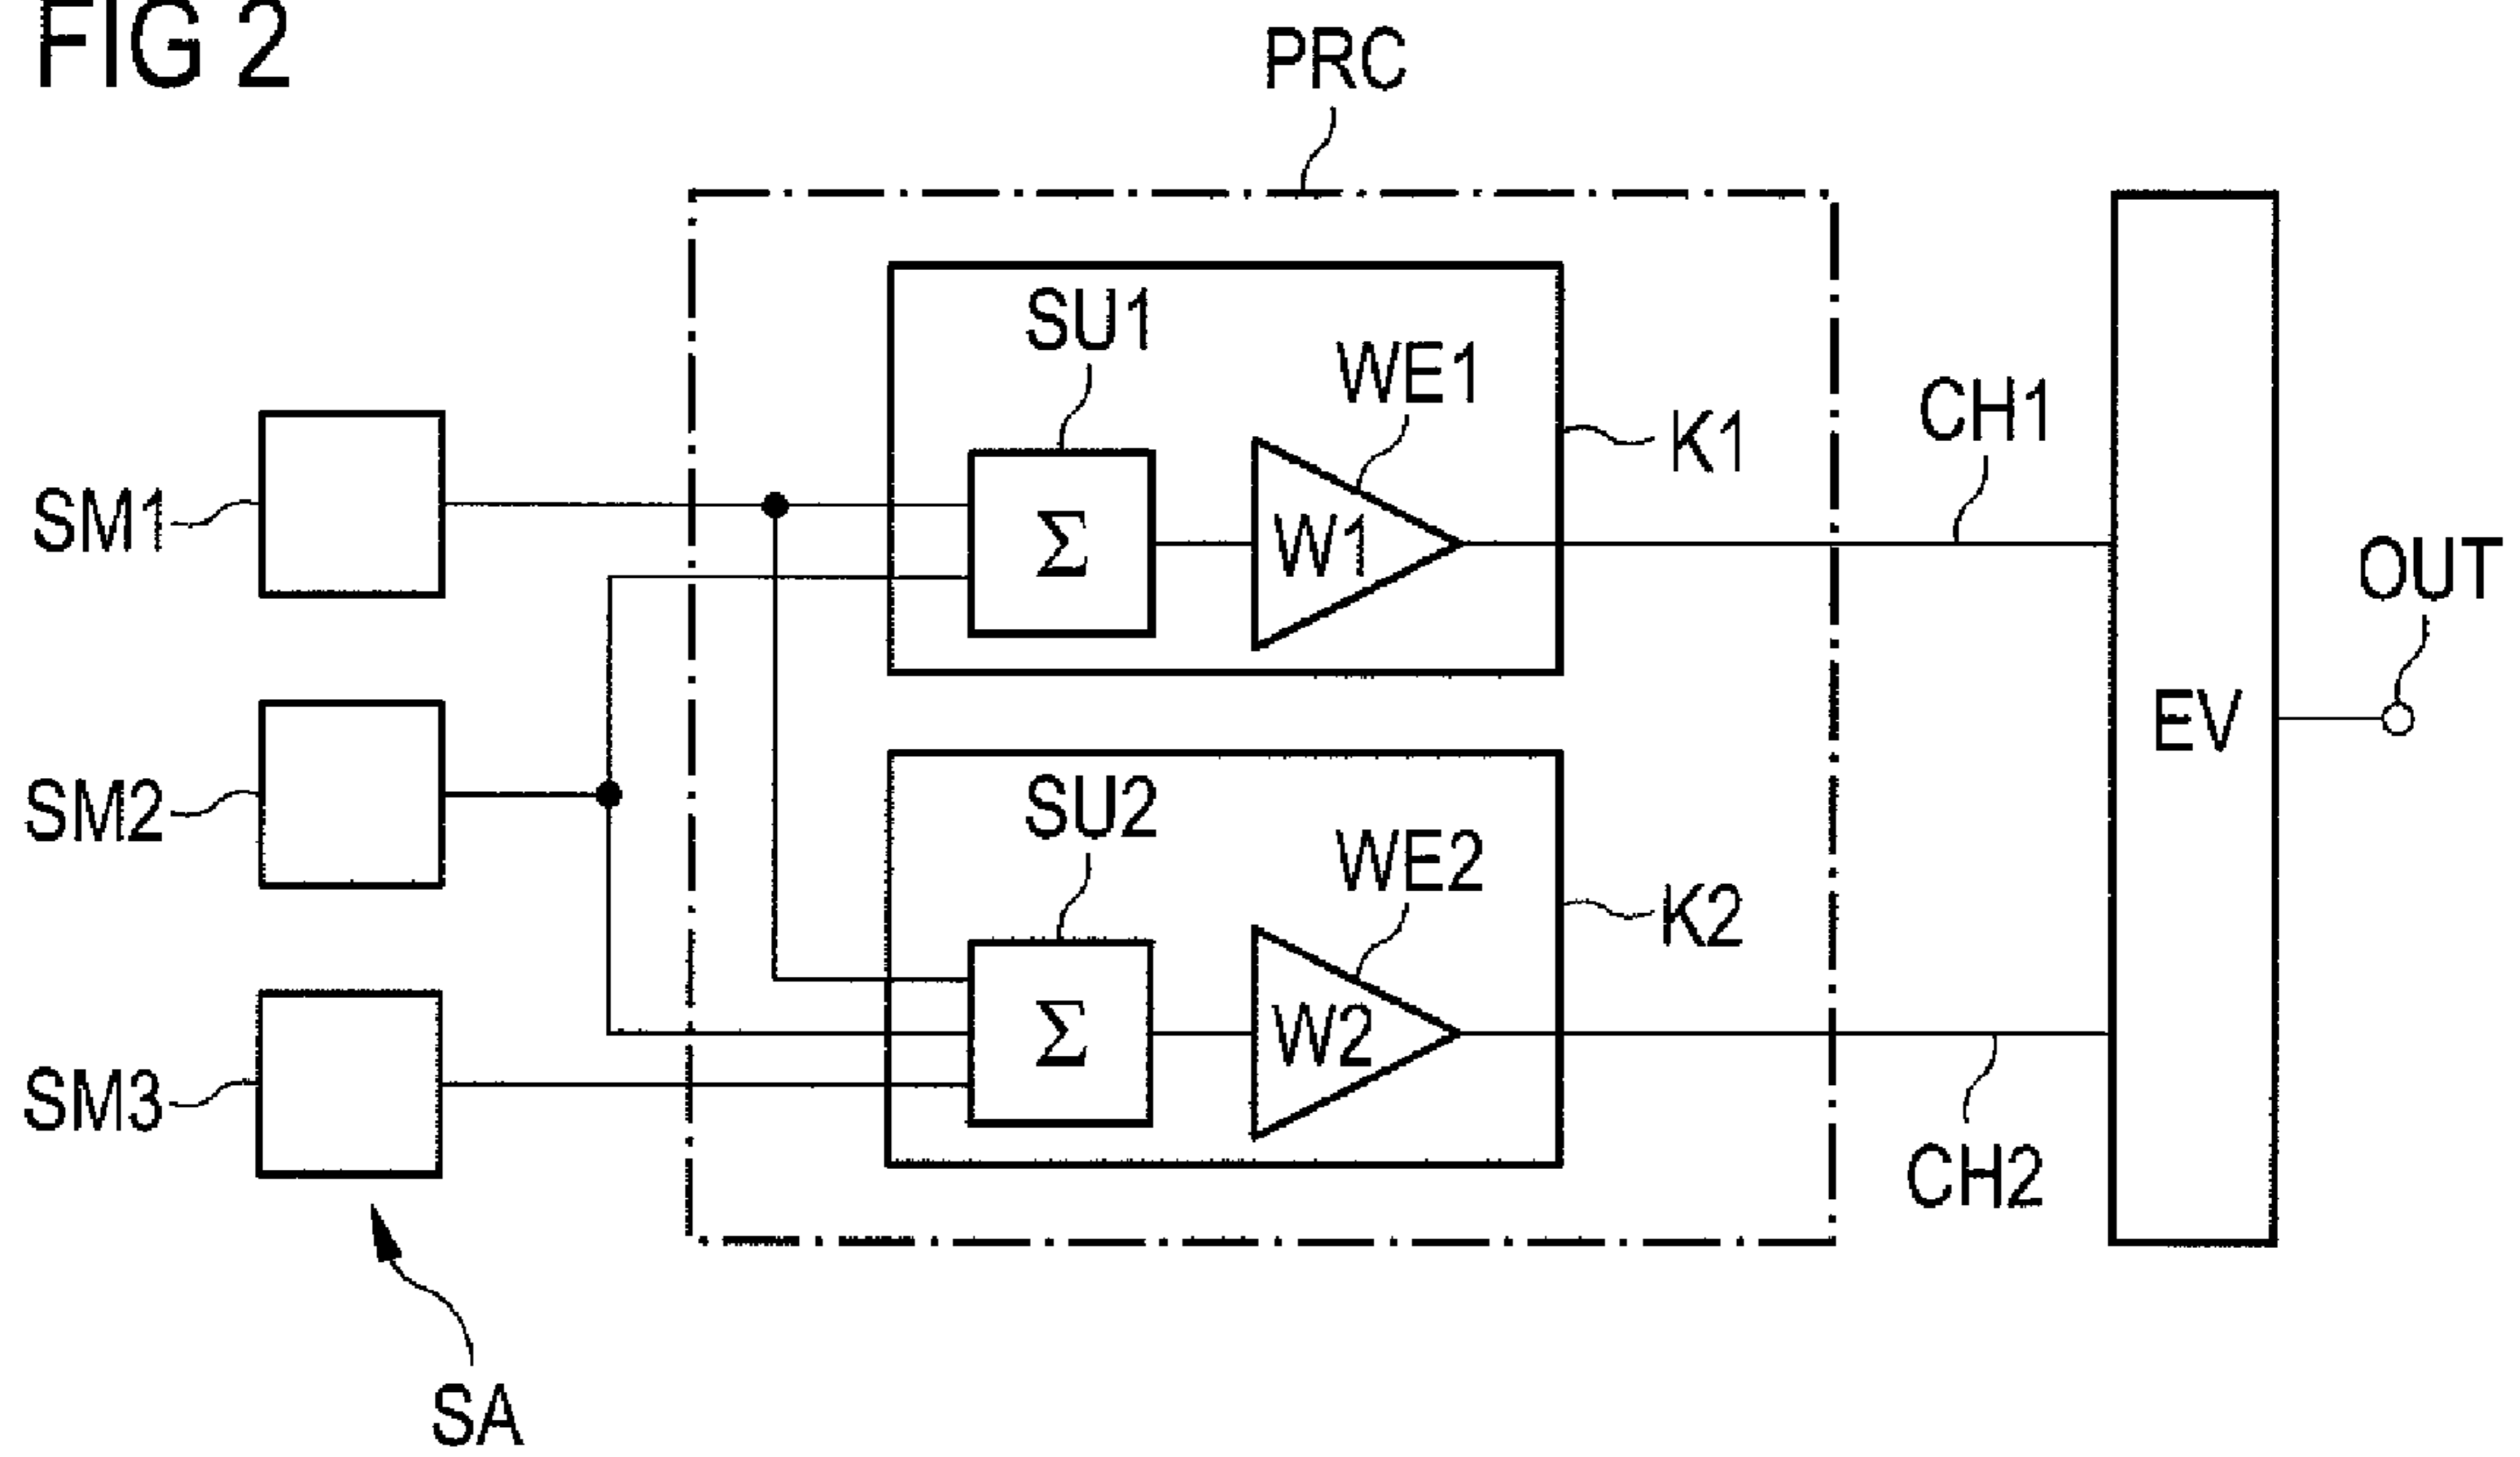 FIG 2
PRC
SU1
WE1
K1
CH1
SM1
Σ
W1
OUT
SM2
SU2
WE2
K2
EV
SM3
Σ
W2
CH2
SA